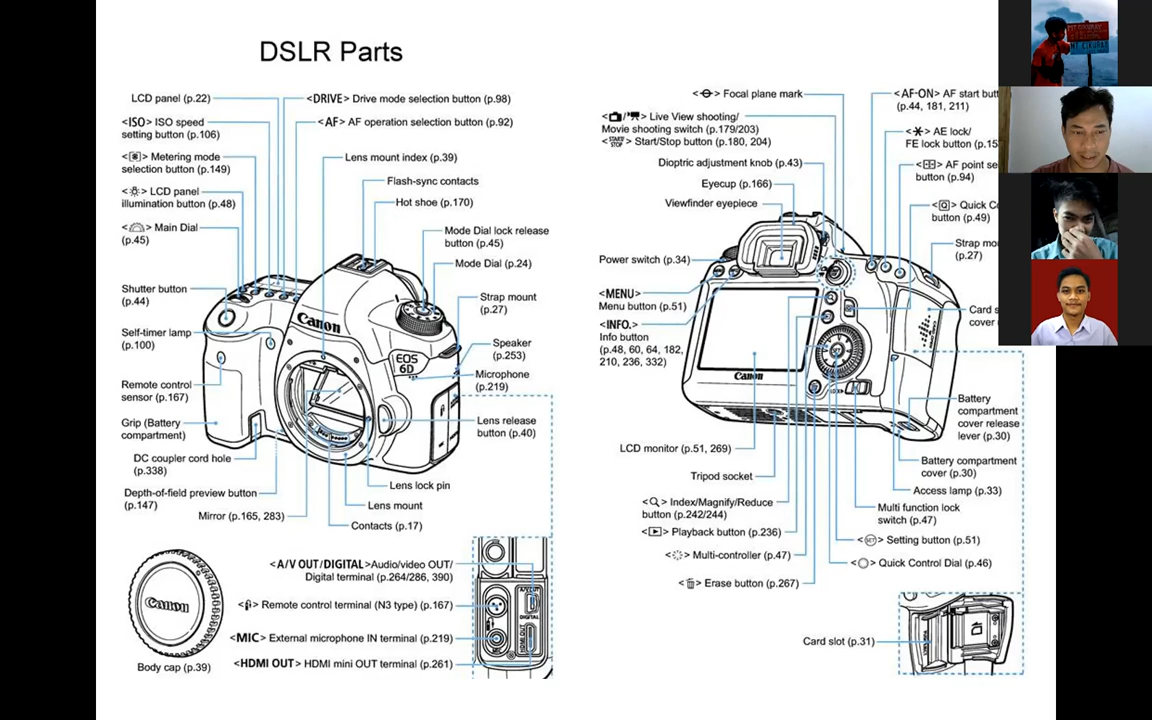 DSLR Parts
LCD panel (p.22)
<DRIVE> Drive mode selection button (p.98)
<ISO> ISO speed
setting button (p.106)
<AF> AF operation selection button (p.92)
Metering mode
selection button (p.149)
Lens mount index (p.39)
LCD panel
illumination button (p.48)
Flash-sync contacts
Hot shoe (p.170)
Main Dial
(p.45)
Mode Dial lock release
button (p.45)
Mode Dial (p.24)
Shutter button
(p.44)
Strap mount
(p.27)
Self-timer lamp
(p.100)
Speaker
(p.253)
Microphone
(p.219)
Remote control
sensor (p.167)
Grip (Battery
compartment)
Lens release
button (p.40)
DC coupler cord hole
(p.338)
Lens lock pin
Depth-of-field preview button
(p.147)
Lens mount
Mirror (p.165, 283)
Contacts (p.17)
Canon
EOS
6D
Canon
Body cap (p.39)
<A/V OUT/DIGITAL> Audio/video OUT/
Digital terminal (p.264/286, 390)
Remote control terminal (N3 type) (p.167)
<MIC> External microphone IN terminal (p.219)
<HDMI OUT> HDMI mini OUT terminal (p.261)
A/V OUT
DIGITAL
HDMI OUT
Focal plane mark
Live View shooting/
Movie shooting switch (p.179/203)
<START/STOP> Start/Stop button (p.180, 204)
Dioptric adjustment knob (p.43)
Eyecup (p.166)
Viewfinder eyepiece
Power switch (p.34)
<MENU>
Menu button (p.51)
<INFO.>
Info button
(p.48, 60, 64, 182,
210, 236, 332)
<AF-ON> AF start
(p.44, 181, 211)
AE lock/
FE lock button
AF point
button (p.94)
<Q> Quick
button (p.49)
Strap
(p.27)
Card
cover
Canon
SET
Battery
compartment
cover release
lever (p.30)
Battery compartment
cover (p.30)
Access lamp (p.33)
Multi function lock
switch (p.47)
<SET> Setting button (p.51)
Quick Control Dial (p.46)
LCD monitor (p.51, 269)
Tripod socket
Index/Magnify/Reduce
button (p.242/244)
Playback button (p.236)
Multi-controller (p.47)
Erase button (p.267)
Card slot (p.31)